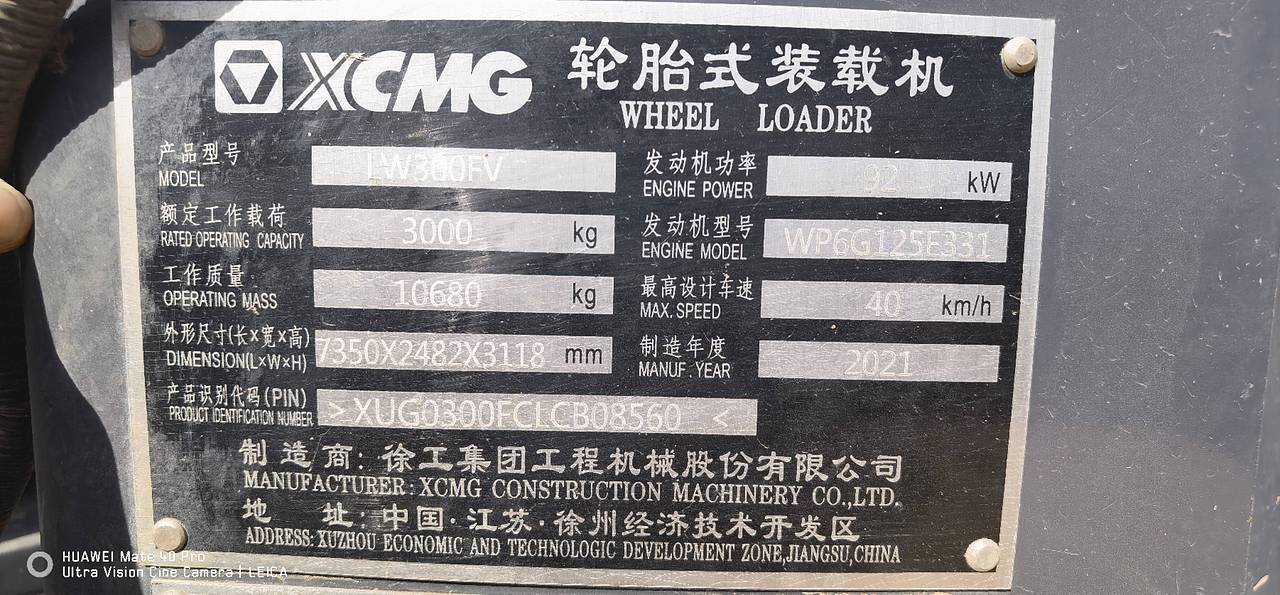 XCMG 轮胎式装载机
WHEEL LOADER
产品型号 LW300FV
MODEL
发动机功率 92 kW
ENGINE POWER
额定工作载荷 3000 kg
RATED OPERATING CAPACITY
发动机型号 WP6G125E331
ENGINE MODEL
工作质量 10680 kg
OPERATING MASS
最高设计车速 40 km/h
MAX. SPEED
外形尺寸(长×宽×高) 7350X2482X3118 mm
DIMENSION(L×W×H)
制造年度 2021
MANUF. YEAR
产品识别代码(PIN) >XUG0300FCLCB08560 <
PRODUCT IDENTIFICATION NUMBER
制造商: 徐工集团工程机械股份有限公司
MANUFACTURER: XCMG CONSTRUCTION MACHINERY CO.,LTD.
地 址: 中国·江苏·徐州经济技术开发区
ADDRESS: XUZHOU ECONOMIC AND TECHNOLOGIC DEVELOPMENT ZONE,JIANGSU,CHINA
HUAWEI Mate 40 Pro
Ultra Vision Cine Camera | LEICA